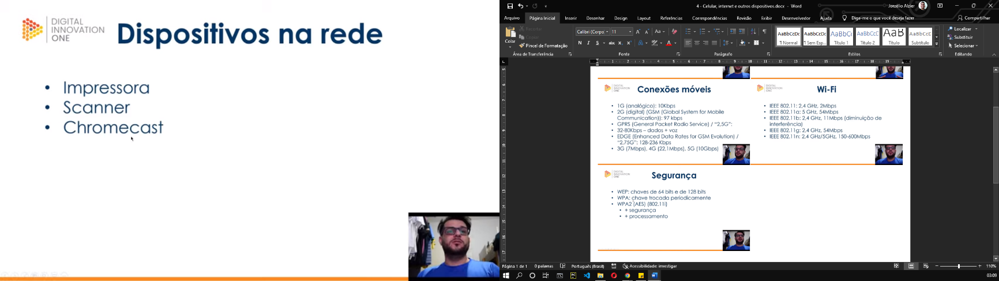 DIGITAL
INNOVATION
ONE
Dispositivos na rede
• Impressora
• Scanner
• Chromecast
4 - Celular, internet e outros dispositivos.docx - Word
Jorzélio Alzier
Arquivo
Página Inicial
Inserir
Desenhar
Design
Layout
Referências
Correspondências
Revisão
Exibir
Desenvolvedor
Ajuda
Diga-me o que você deseja fazer
Compartilhar
Colar
Recortar
Copiar
Pincel de Formatação
Área de Transferência
Calibri (Corpo)
11
Fonte
Parágrafo
AaBbCcDc
¶ Normal
AaBbCcDc
¶ Sem Esp...
AaBbCc
Título 1
AaBbCcC
Título 2
AaB
Título
AaBbCcC
Subtítulo
Estilos
Localizar
Substituir
Selecionar
Editando
DIGITAL
INNOVATION
ONE
Conexões móveis
• 1G (analógico): 10Kbps
• 2G (digital) (GSM (Global System for Mobile
Communication)): 97 kbps
• GPRS (General Packet Radio Service) / “2,5G”:
• 32-80Kbps – dados + voz
• EDGE (Enhanced Data Rates for GSM Evolution) /
“2,75G”: 128-236 Kbps
• 3G (7Mbps), 4G (22,1Mbps), 5G (10Gbps)
DIGITAL
INNOVATION
ONE
Wi-Fi
• IEEE 802.11: 2,4 GHz, 2Mbps
• IEEE 802.11a: 5 GHz, 54Mbps
• IEEE 802.11b: 2,4 GHz, 11Mbps (diminuição de
interferência)
• IEEE 802.11g: 2,4 GHz, 54Mbps
• IEEE 802.11n: 2,4 GHz/5GHz, 150-600Mbps
DIGITAL
INNOVATION
ONE
Segurança
• WEP: chaves de 64 bits e de 128 bits
• WPA: chave trocada periodicamente
• WPA2 (AES) (802.11i)
• + segurança
• + processamento
Página 1 de 1
0 palavras
Português (Brasil)
Acessibilidade: investigar
110%
03:09